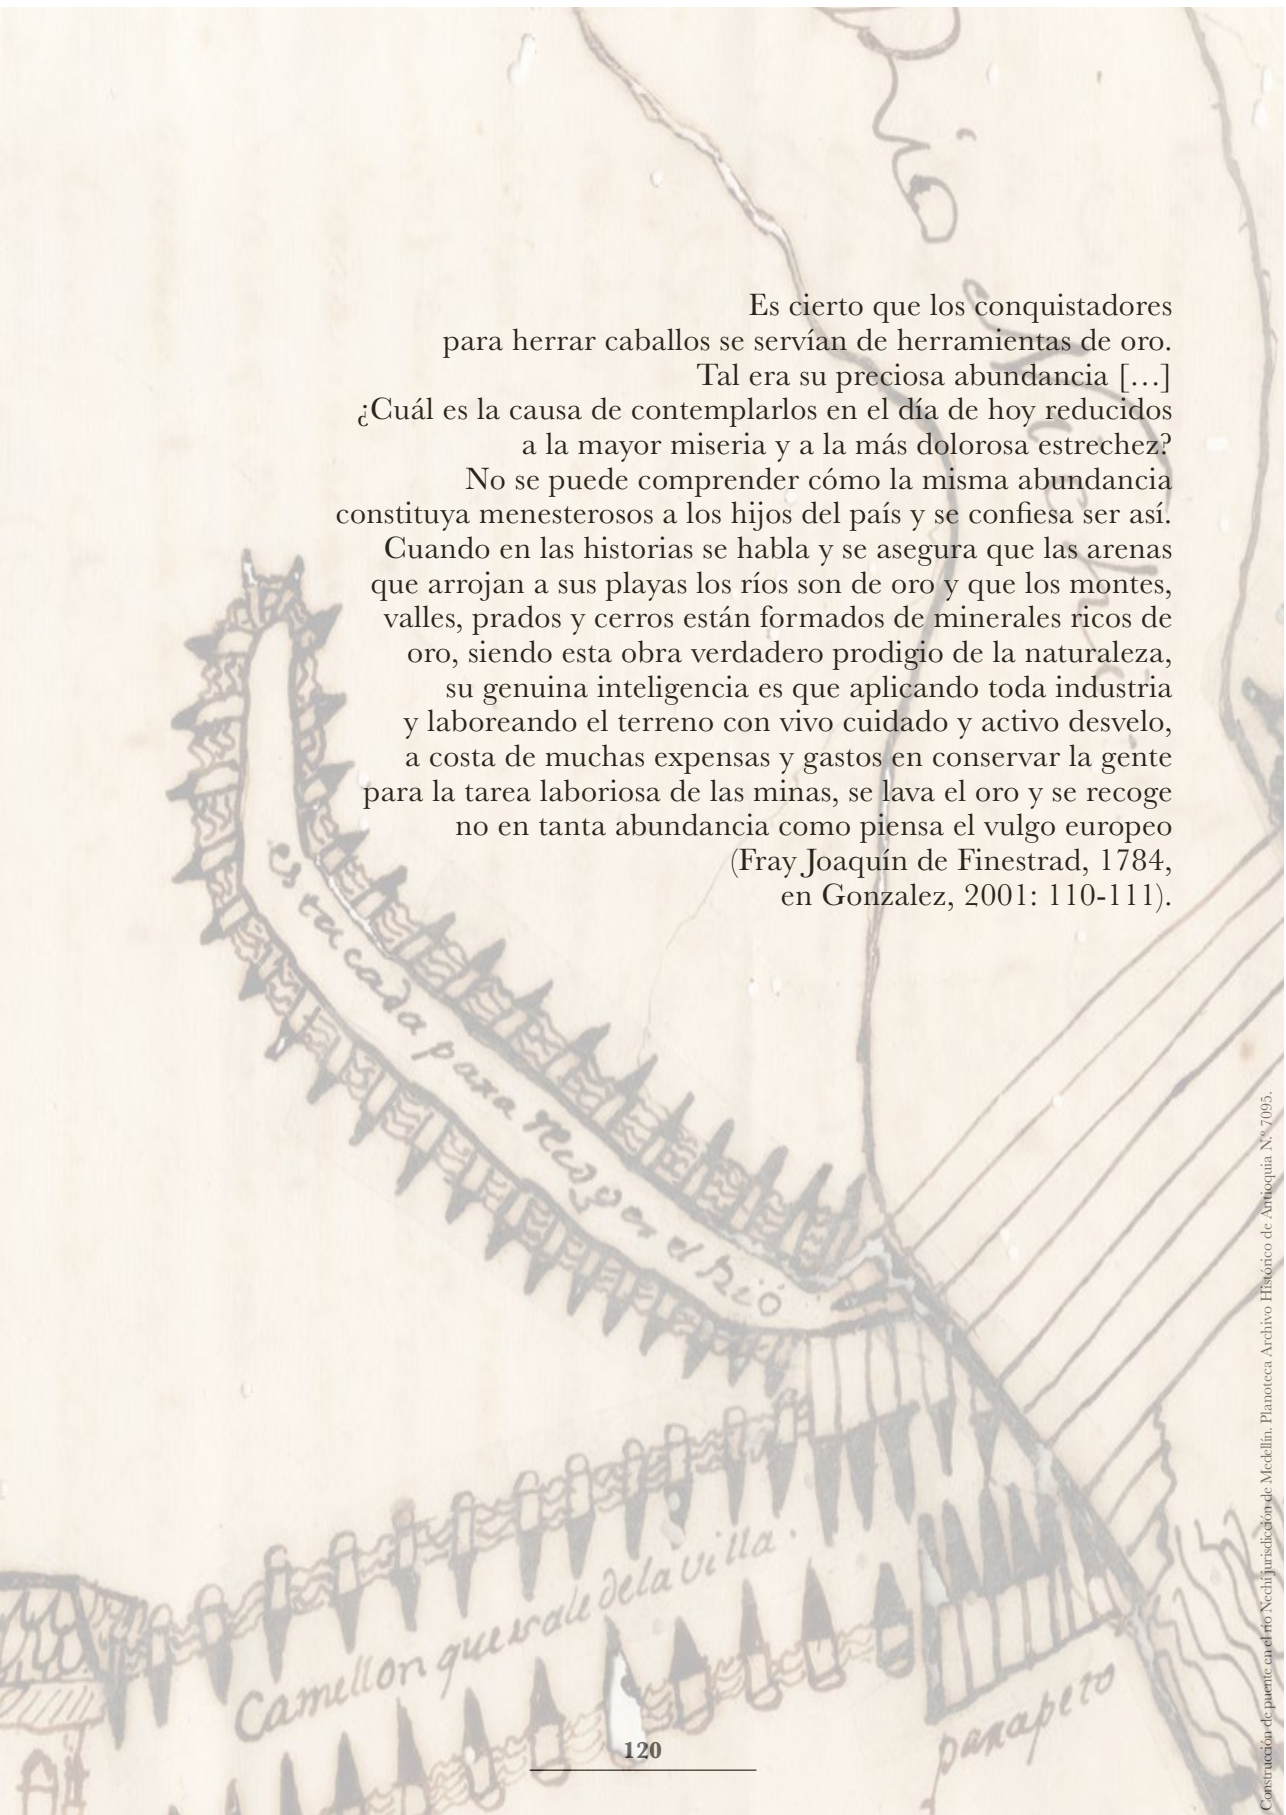 Rio Nechi
Es cierto que los conquistadores
para herrar caballos se servían de herramientas de oro.
Tal era su preciosa abundancia […]
¿Cuál es la causa de contemplarlos en el día de hoy reducidos
a la mayor miseria y a la más dolorosa estrechez?
No se puede comprender cómo la misma abundancia
constituya menesterosos a los hijos del país y se confiesa ser así.
Cuando en las historias se habla y se asegura que las arenas
que arrojan a sus playas los ríos son de oro y que los montes,
valles, prados y cerros están formados de minerales ricos de
oro, siendo esta obra verdadero prodigio de la naturaleza,
su genuina inteligencia es que aplicando toda industria
y laboreando el terreno con vivo cuidado y activo desvelo,
a costa de muchas expensas y gastos en conservar la gente
para la tarea laboriosa de las minas, se lava el oro y se recoge
no en tanta abundancia como piensa el vulgo europeo
(Fray Joaquín de Finestrad, 1784,
en Gonzalez, 2001: 110-111).
estacada para recoger el Rio
Camellon que sale de la villa
parapeto
120
Construcción de puente en el río Nechí jurisdicción de Medellín. Planoteca Archivo Histórico de Antioquia N.º 7095.